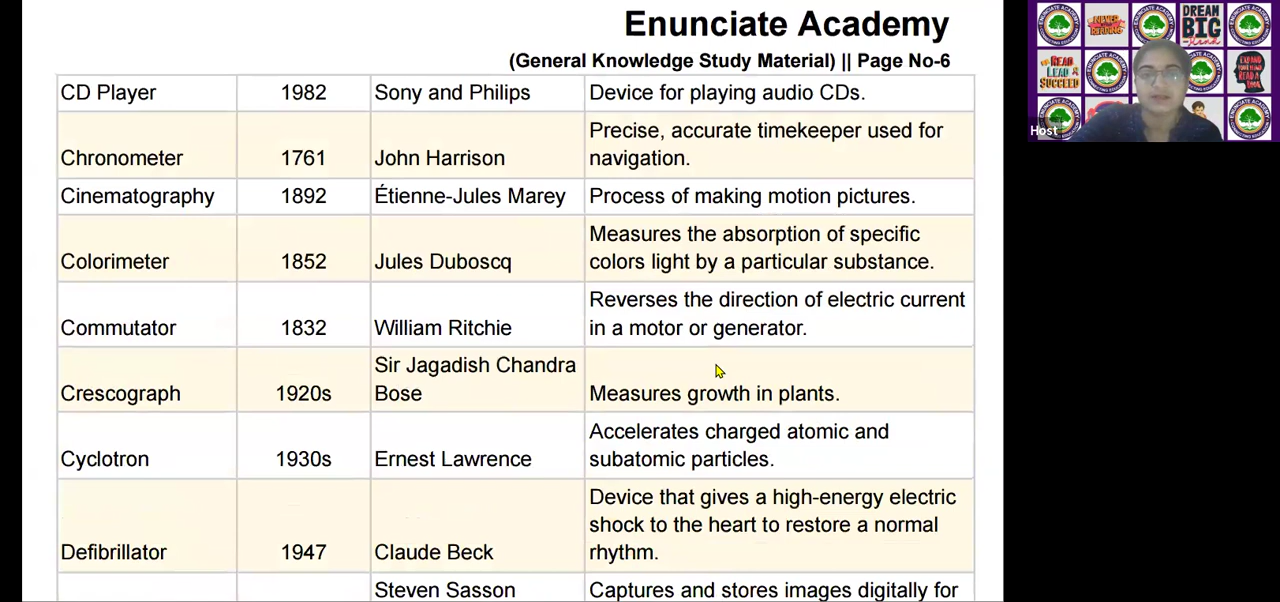 Enunciate Academy
(General Knowledge Study Material) || Page No-6
CD Player 1982 Sony and Philips Device for playing audio CDs.
Precise, accurate timekeeper used for
Chronometer 1761 John Harrison navigation.
Cinematography 1892 Étienne-Jules Marey Process of making motion pictures.
Measures the absorption of specific
Colorimeter 1852 Jules Duboscq colors light by a particular substance.
Reverses the direction of electric current
Commutator 1832 William Ritchie in a motor or generator.
Sir Jagadish Chandra
Crescograph 1920s Bose Measures growth in plants.
Accelerates charged atomic and
Cyclotron 1930s Ernest Lawrence subatomic particles.
Device that gives a high-energy electric
shock to the heart to restore a normal
Defibrillator 1947 Claude Beck rhythm.
Steven Sasson Captures and stores images digitally for
Host
DREAM
BIG
READ
LEAD
SUCCEED